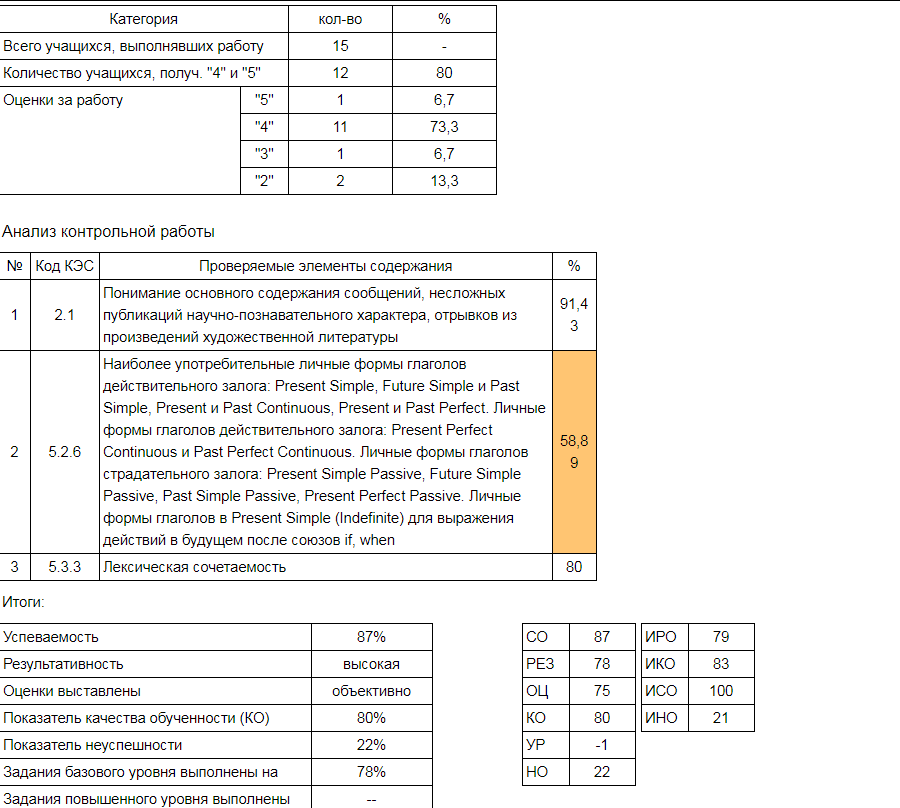 Категория кол-во %
Всего учащихся, выполнявших работу 15 -
Количество учащихся, получ. "4" и "5" 12 80
Оценки за работу "5" 1 6,7
"4" 11 73,3
"3" 1 6,7
"2" 2 13,3
Анализ контрольной работы
№ Код КЭС Проверяемые элементы содержания %
1 2.1 Понимание основного содержания сообщений, несложных
публикаций научно-познавательного характера, отрывков из
произведений художественной литературы
91,4
3
2 5.2.6 Наиболее употребительные личные формы глаголов
действительного залога: Present Simple, Future Simple и Past
Simple, Present и Past Continuous, Present и Past Perfect. Личные
формы глаголов действительного залога: Present Perfect
Continuous и Past Perfect Continuous. Личные формы глаголов
страдательного залога: Present Simple Passive, Future Simple
Passive, Past Simple Passive, Present Perfect Passive. Личные
формы глаголов в Present Simple (Indefinite) для выражения
действий в будущем после союзов if, when
58,8
9
3 5.3.3 Лексическая сочетаемость 80
Итоги:
Успеваемость 87%
Результативность высокая
Оценки выставлены объективно
Показатель качества обученности (КО) 80%
Показатель неуспешности 22%
Задания базового уровня выполнены на 78%
Задания повышенного уровня выполнены --
СО 87 ИРО 79
РЕЗ 78 ИКО 83
ОЦ 75 ИСО 100
КО 80 ИНО 21
УР -1
НО 22